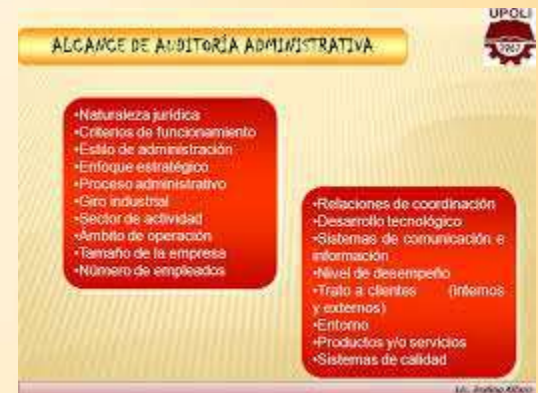 UPOLI
ALCANCE DE AUDITORÍA ADMINISTRATIVA
1967
•Naturaleza jurídica
•Criterios de funcionamiento
•Estilo de administración
•Enfoque estratégico
•Proceso administrativo
•Giro industrial
•Sector de actividad
•Ámbito de operación
•Tamaño de la empresa
•Número de empleados
•Relaciones de coordinación
•Desarrollo tecnológico
•Sistemas de comunicación e
información
•Nivel de desempeño
•Trato a clientes (internos
y externos)
•Entorno
•Productos y/o servicios
•Sistemas de calidad